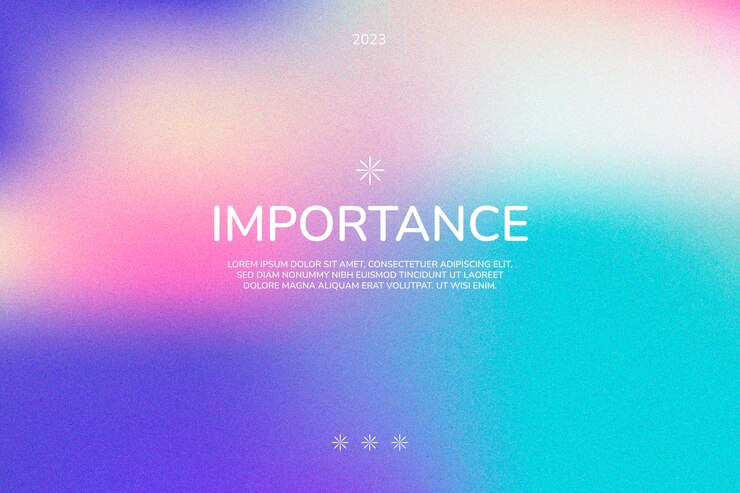 2023
IMPORTANCE
LOREM IPSUM DOLOR SIT AMET, CONSECTETUER ADIPISCING ELIT,
SED DIAM NONUMMY NIBH EUISMOD TINCIDUNT UT LAOREET
DOLORE MAGNA ALIQUAM ERAT VOLUTPAT. UT WISI ENIM.